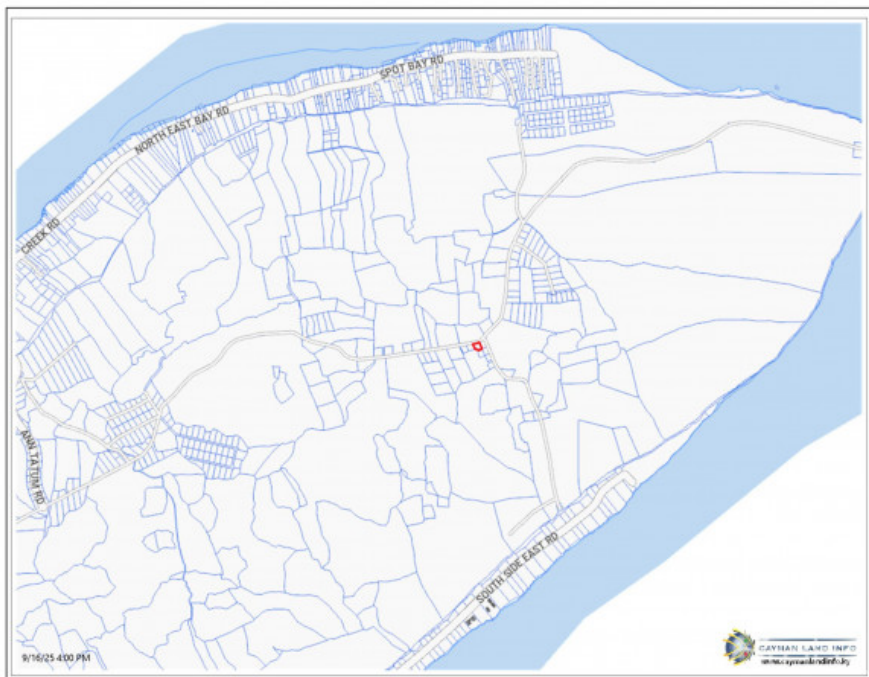 SPOT BAY RD
NORTH EAST BAY RD
CREEK RD
ANN TATUM RD
SOUTH SIDE EAST RD
9/16/25 4:00 PM
CAYMAN LAND INFO
www.caymanlandinfo.ky